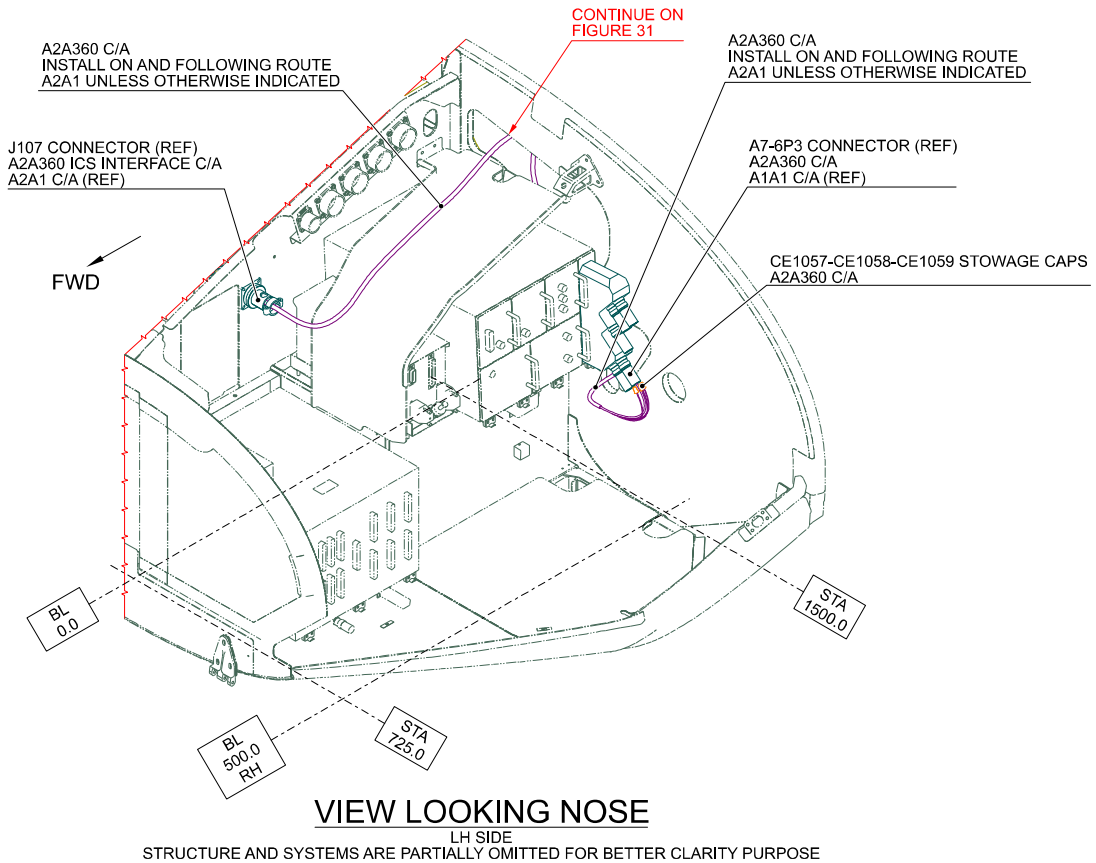 CONTINUE ON
FIGURE 31
A2A360 C/A
INSTALL ON AND FOLLOWING ROUTE
A2A1 UNLESS OTHERWISE INDICATED
A2A360 C/A
INSTALL ON AND FOLLOWING ROUTE
A2A1 UNLESS OTHERWISE INDICATED
J107 CONNECTOR (REF)
A2A360 ICS INTERFACE C/A
A2A1 C/A (REF)
A7-6P3 CONNECTOR (REF)
A2A360 C/A
A1A1 C/A (REF)
CE1057-CE1058-CE1059 STOWAGE CAPS
A2A360 C/A
FWD
BL
0.0
STA
1500.0
STA
725.0
BL
500.0
RH
VIEW LOOKING NOSE
LH SIDE
STRUCTURE AND SYSTEMS ARE PARTIALLY OMITTED FOR BETTER CLARITY PURPOSE